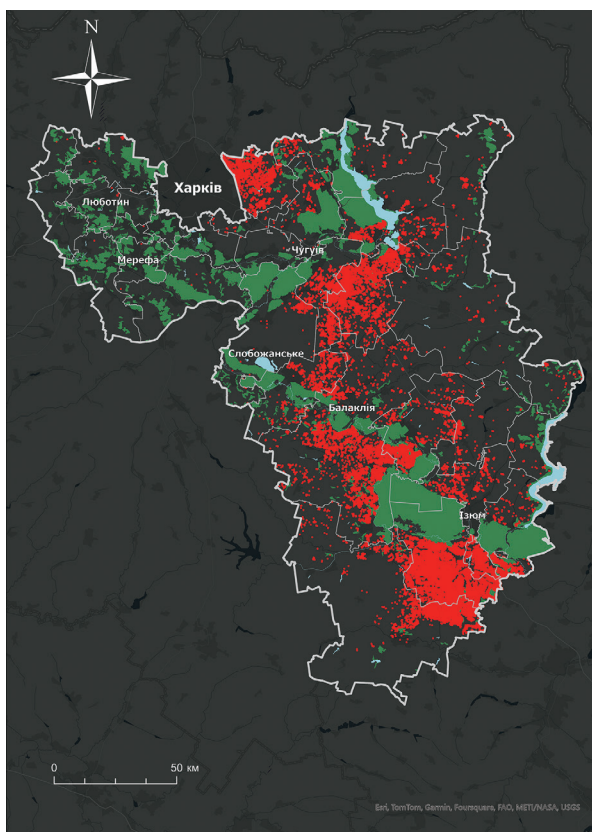 N
Харків
Люботин
Мерефа
Чугуїв
Слобожанське
Балаклія
Ізюм
0 50 км
Esri, TomTom, Garmin, Foursquare, FAO, METI/NASA, USGS